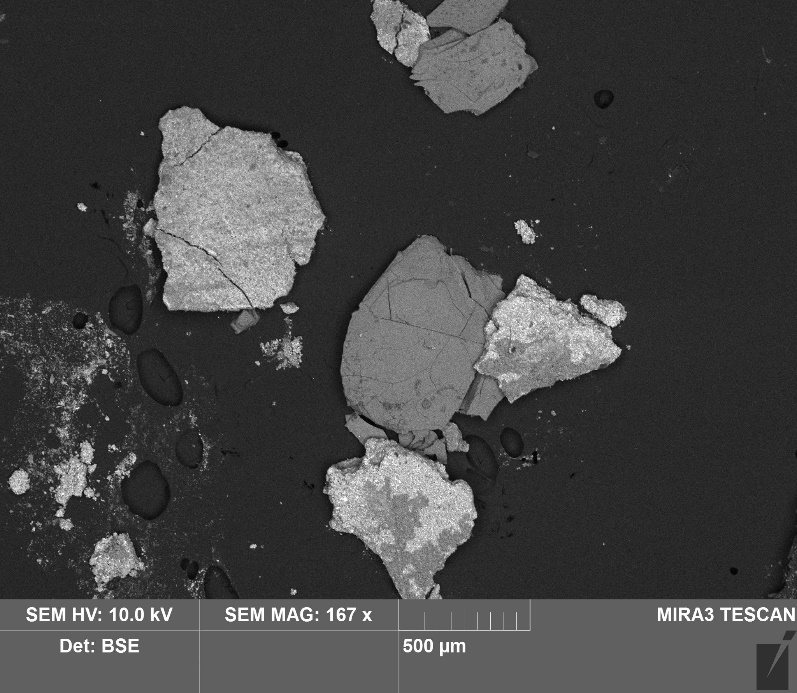 SEM HV: 10.0 kV
SEM MAG: 167 x
MIRA3 TESCAN
Det: BSE
500 µm